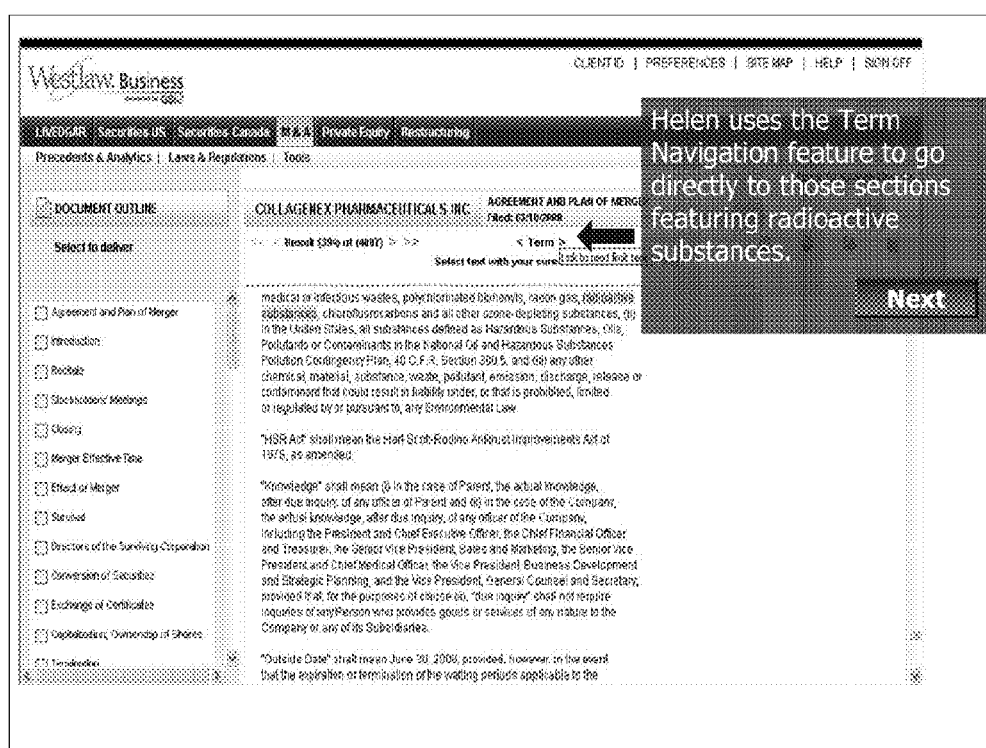 CLIENT ID | PREFERENCES | SITE MAP | HELP | SIGN OFF
Westlaw. Business
LIVEDGAR Securities US Securities Canada M & A Private Equity Restructuring
Precedents & Analytics | Laws & Regulations | Tools
Helen uses the Term
Navigation feature to go
directly to those sections
featuring radioactive
substances.
Next
DOCUMENT OUTLINE
Select to deliver
Agreement and Plan of Merger
Introduction
Recitals
Stockholders' Meetings
Closing
Merger Effective Time
Effect of Merger
Survival
Directors of the Surviving Corporation
Conversion of Securities
Exchange of Certificates
Capitalization; Ownership of Shares
Termination
COLLAGENEX PHARMACEUTICALS INC
AGREEMENT AND PLAN OF MERGE
Filed: 03/10/2008
<< < Result (39) of (4097) > >>
< Term >
Select text with your
medical or infectious wastes, polychlorinated biphenyls, radon gas, radioactive
substances, chlorofluorocarbons and all other ozone-depleting substances, (ii)
in the United States, all substances defined as Hazardous Substances, Oils,
Pollutants or Contaminants in the National Oil and Hazardous Substances
Pollution Contingency Plan, 40 C.F.R. Section 300.5, and (iii) any other
chemical, material, substance, waste, pollutant, emission, discharge, release or
contaminant that could result in liability under, or that is prohibited, limited
or regulated by or pursuant to, any Environmental Law.
"HSR Act" shall mean the Hart-Scott-Rodino Antitrust Improvements Act of
1976, as amended.
"Knowledge" shall mean (i) in the case of Parent, the actual knowledge,
after due inquiry, of any officer of Parent and (ii) in the case of the Company,
the actual knowledge, after due inquiry, of any officer of the Company,
including the President and Chief Executive Officer, the Chief Financial Officer
and Treasurer, the Senior Vice President, Sales and Marketing, the Senior Vice
President and Chief Medical Officer, the Vice President Business Development
and Strategic Planning, and the Vice President, General Counsel and Secretary;
provided that, for the purposes of clause (ii), "due inquiry" shall not require
inquiries of any Person who provides goods or services of any nature to the
Company or any of its Subsidiaries.
"Outside Date" shall mean June 30, 2008; provided, however, in the event
that the expiration or termination of the waiting periods applicable to the